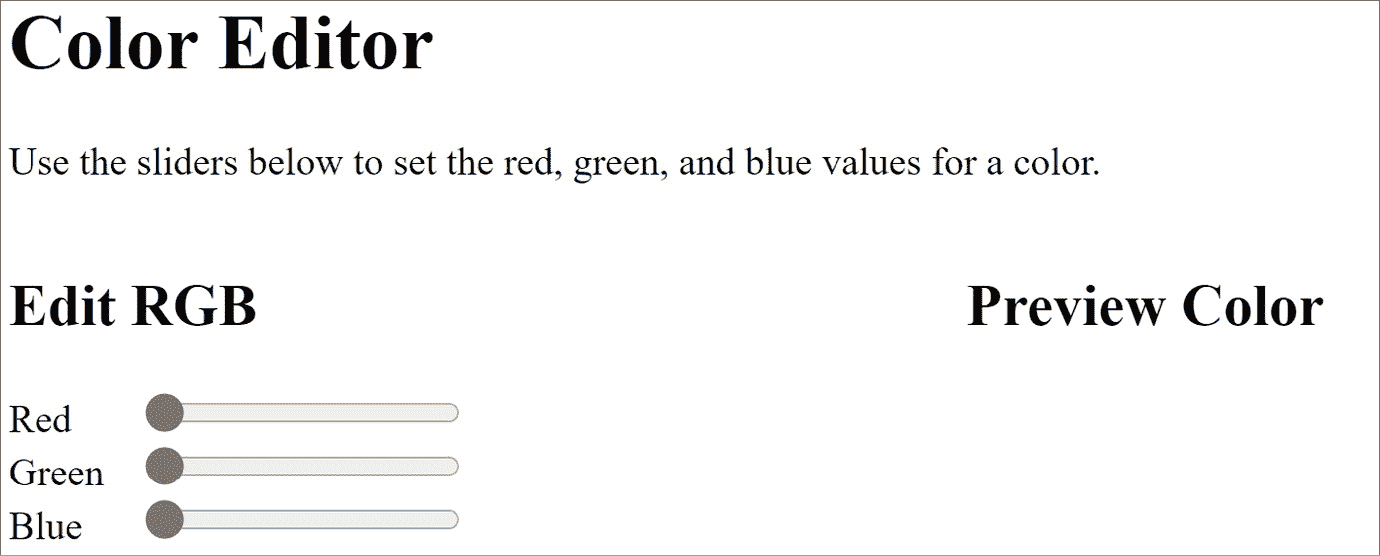 Color Editor
Use the sliders below to set the red, green, and blue values for a color.
Edit RGB
Preview Color
Red
Green
Blue